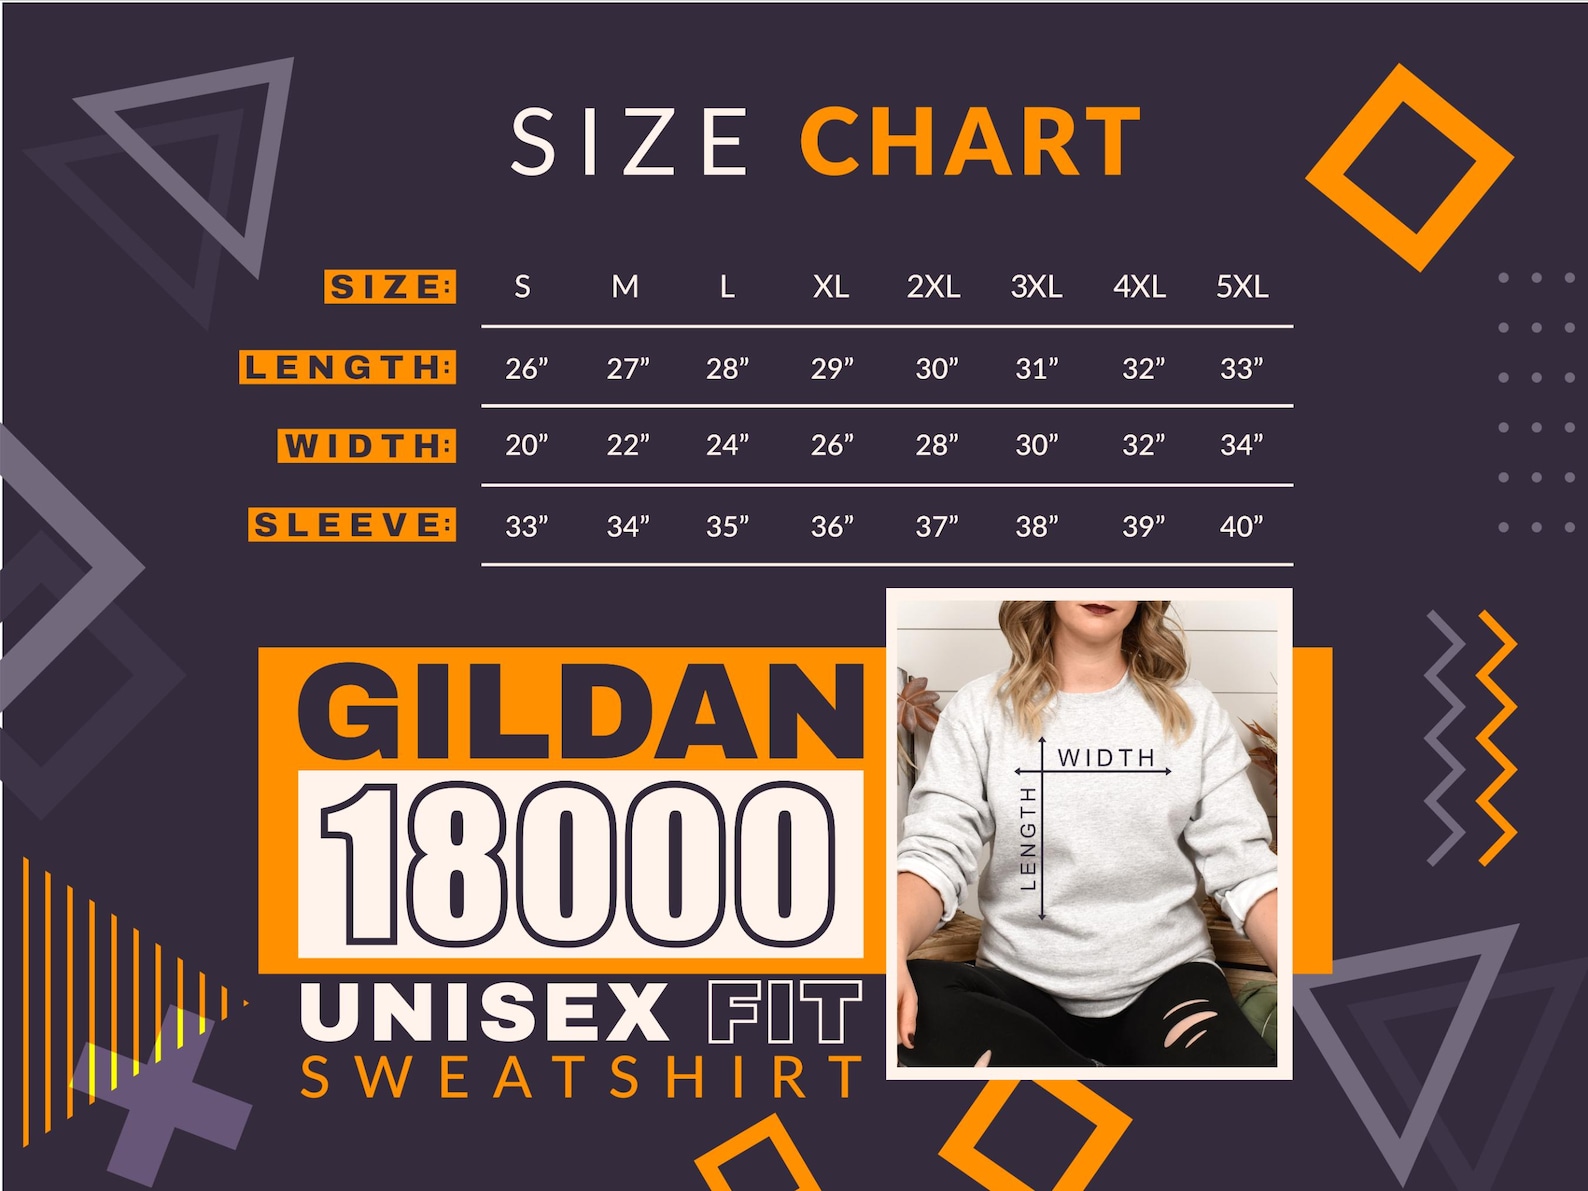 SIZE CHART
SIZE: S M L XL 2XL 3XL 4XL 5XL
LENGTH: 26” 27” 28” 29” 30” 31” 32” 33”
WIDTH: 20” 22” 24” 26” 28” 30” 32” 34”
SLEEVE: 33” 34” 35” 36” 37” 38” 39” 40”
GILDAN
18000
UNISEX FIT
SWEATSHIRT
WIDTH
LENGTH